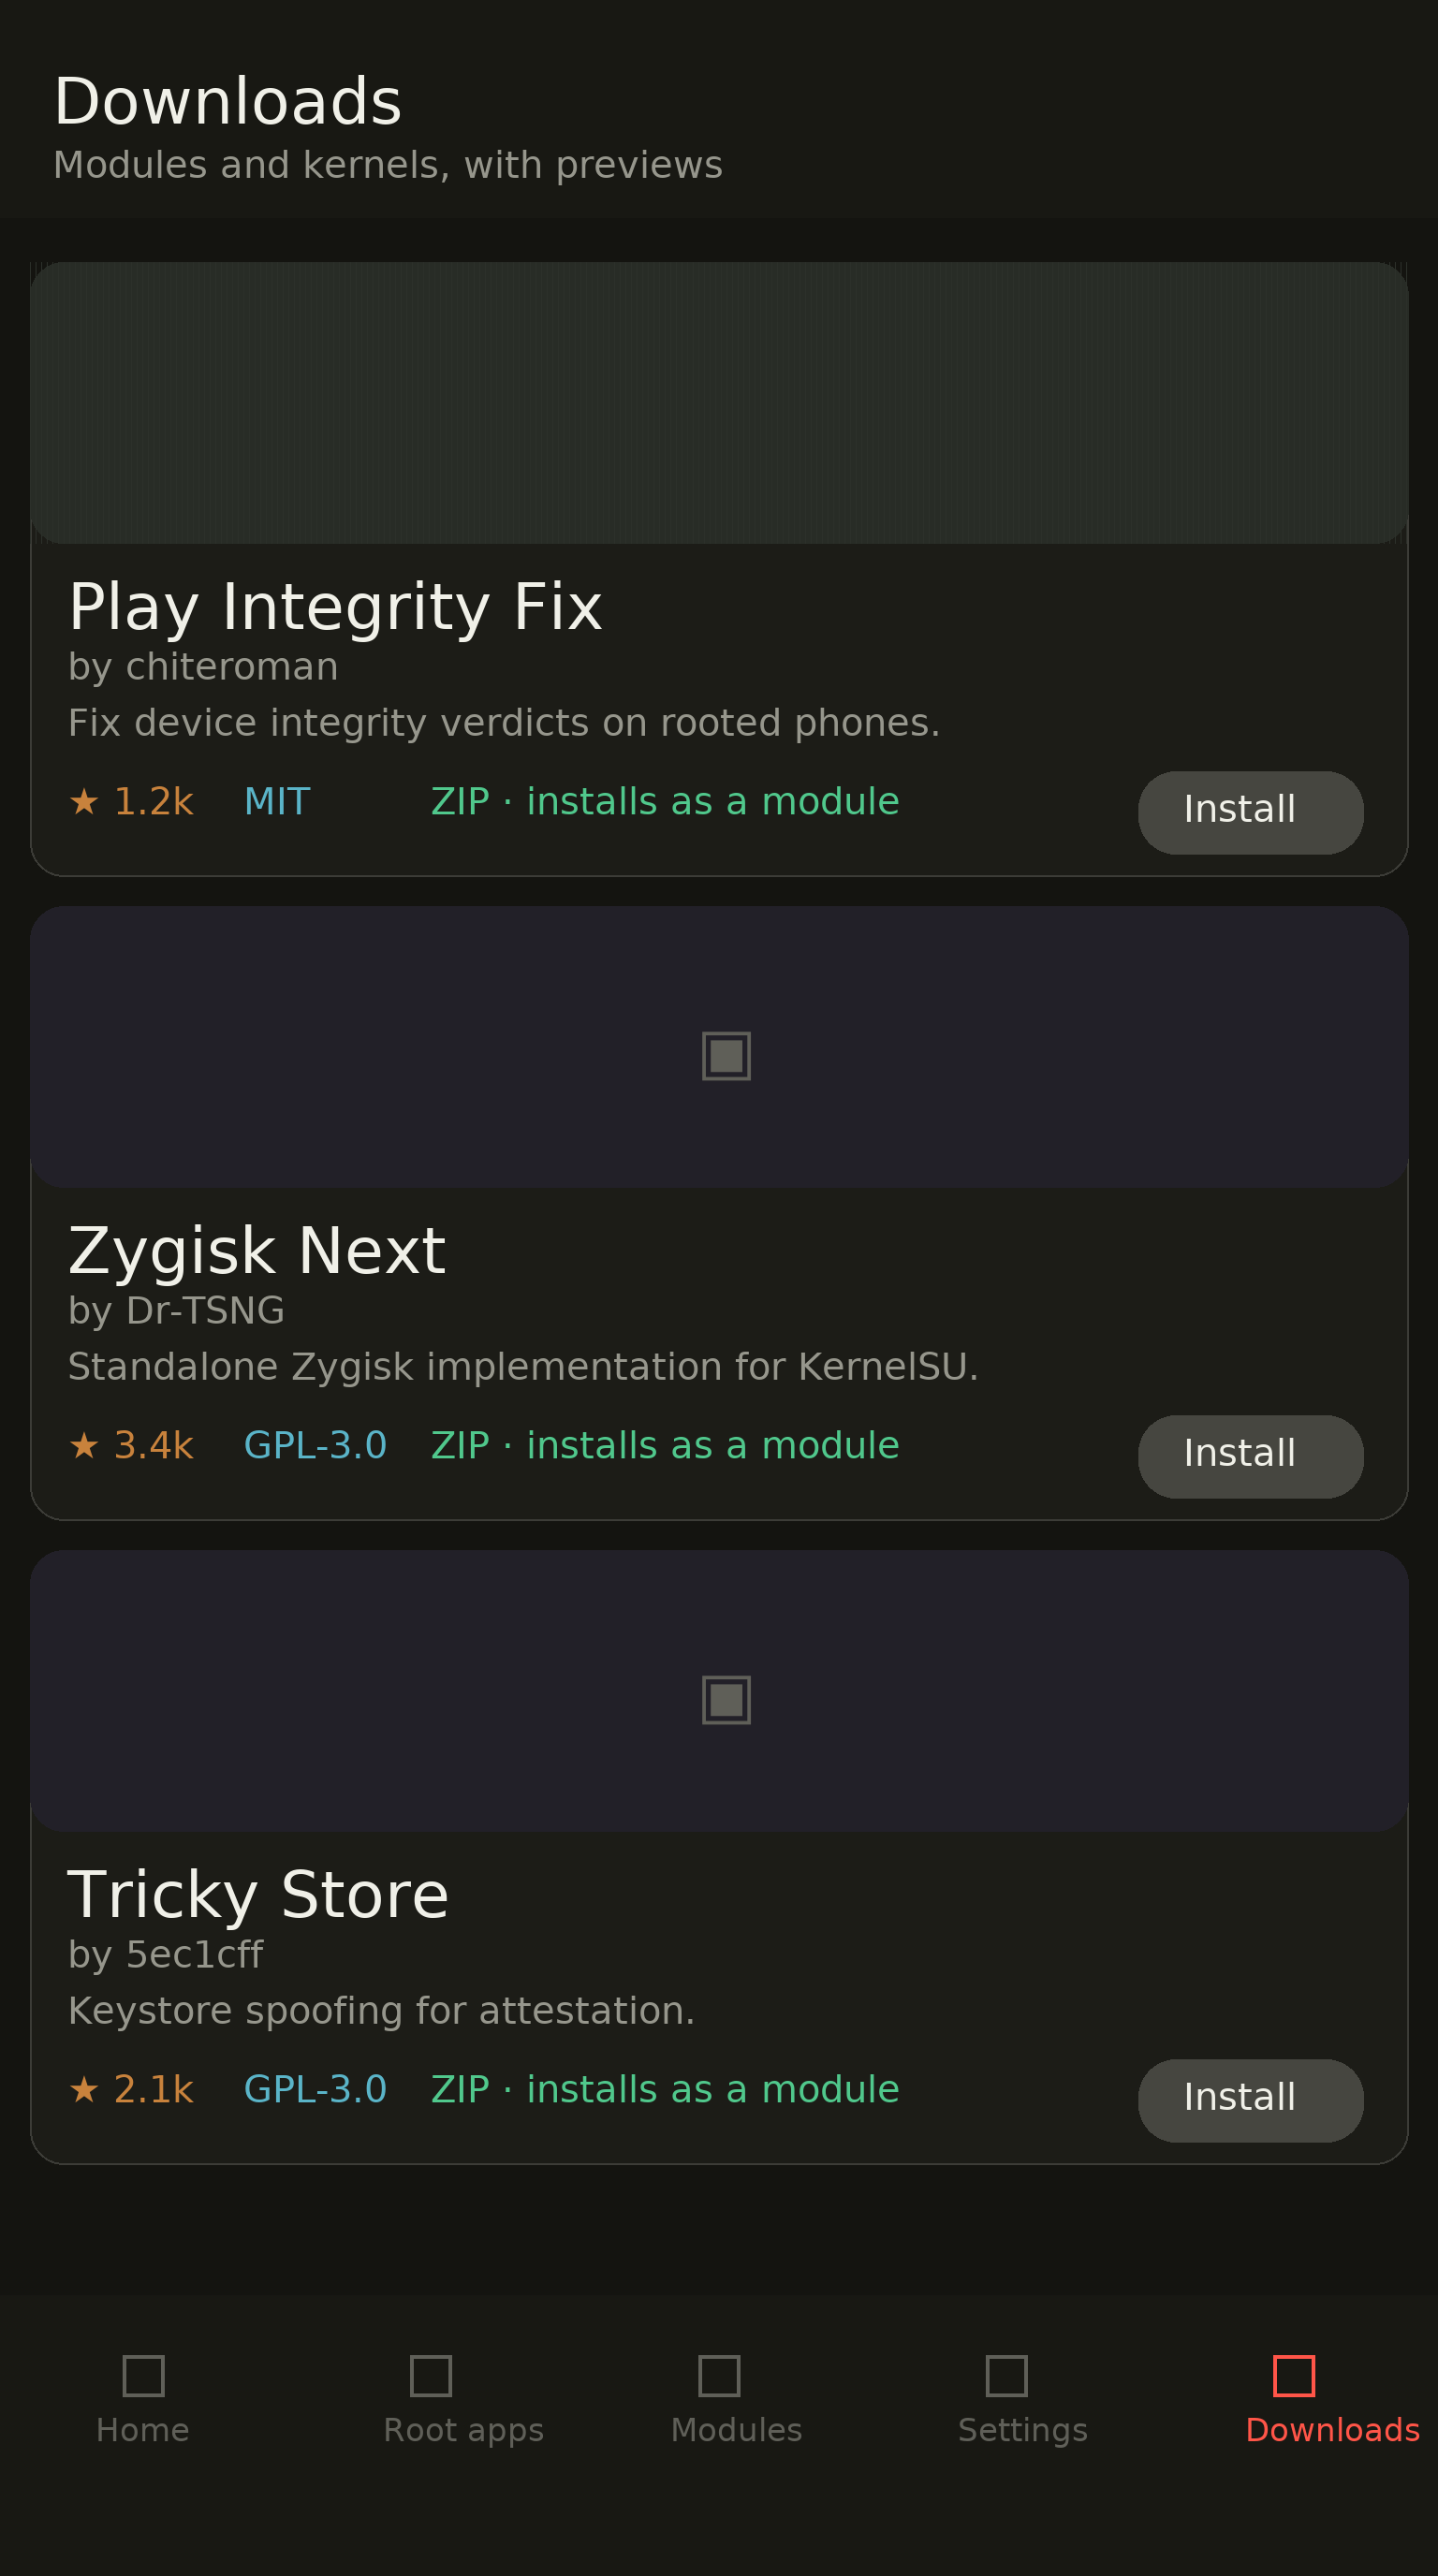 Downloads
Modules and kernels, with previews
Play Integrity Fix
by chiteroman
Fix device integrity verdicts on rooted phones.
★ 1.2k MIT ZIP · installs as a module Install
Zygisk Next
by Dr-TSNG
Standalone Zygisk implementation for KernelSU.
★ 3.4k GPL-3.0 ZIP · installs as a module Install
Tricky Store
by 5ec1cff
Keystore spoofing for attestation.
★ 2.1k GPL-3.0 ZIP · installs as a module Install
Home Root apps Modules Settings Downloads